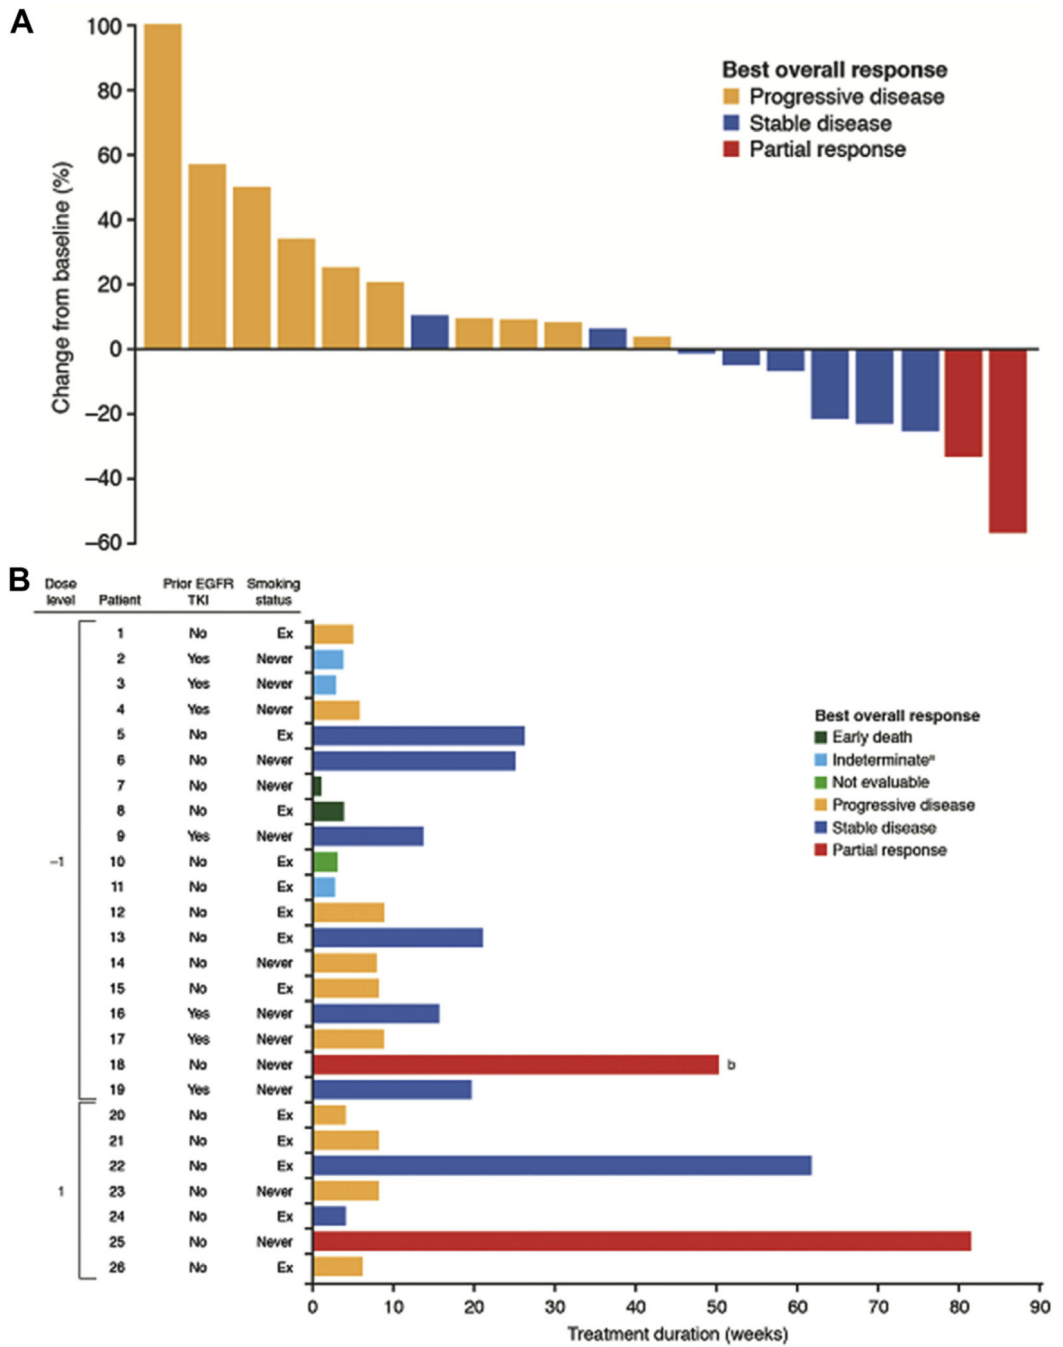 A
100
80
60
40
20
0
–20
–40
–60
Change from baseline (%)
Best overall response
Progressive disease
Stable disease
Partial response
B
Dose level
Patient
Prior EGFR TKI
Smoking status
1 No Ex
2 Yes Never
3 Yes Never
4 Yes Never
5 No Ex
6 No Never
7 No Never
8 No Ex
9 Yes Never
–1
10 No Ex
11 No Ex
12 No Ex
13 No Ex
14 No Never
15 No Ex
16 Yes Never
17 Yes Never
18 No Never b
19 Yes Never
20 No Ex
21 No Ex
22 No Ex
1
23 No Never
24 No Ex
25 No Never
26 No Ex
Best overall response
Early death
Indeterminateᵃ
Not evaluable
Progressive disease
Stable disease
Partial response
0 10 20 30 40 50 60 70 80 90
Treatment duration (weeks)